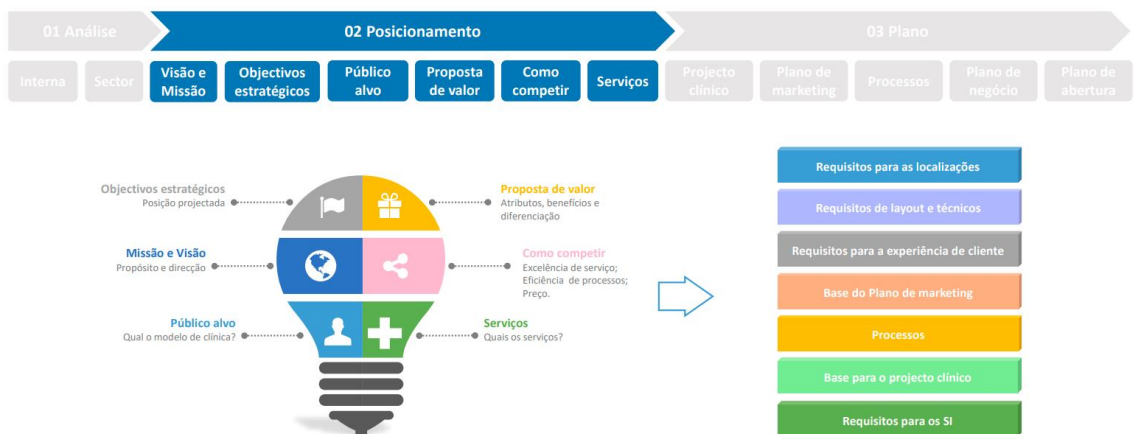 01 Análise
02 Posicionamento
03 Plano
Interna
Sector
Visão e
Missão
Objectivos
estratégicos
Público
alvo
Proposta
de valor
Como
competir
Serviços
Projecto
clínico
Plano de
marketing
Processos
Plano de
negócio
Plano de
abertura
Objectivos estratégicos
Posição projectada
Proposta de valor
Atributos, benefícios e
diferenciação
Missão e Visão
Propósito e direcção
Como competir
Excelência de serviço;
Eficiência de processos;
Preço.
Público alvo
Qual o modelo de clínica?
Serviços
Quais os serviços?
Requisitos para as localizações
Requisitos de layout e técnicos
Requisitos para a experiência de cliente
Base do Plano de marketing
Processos
Base para o projecto clínico
Requisitos para os SI